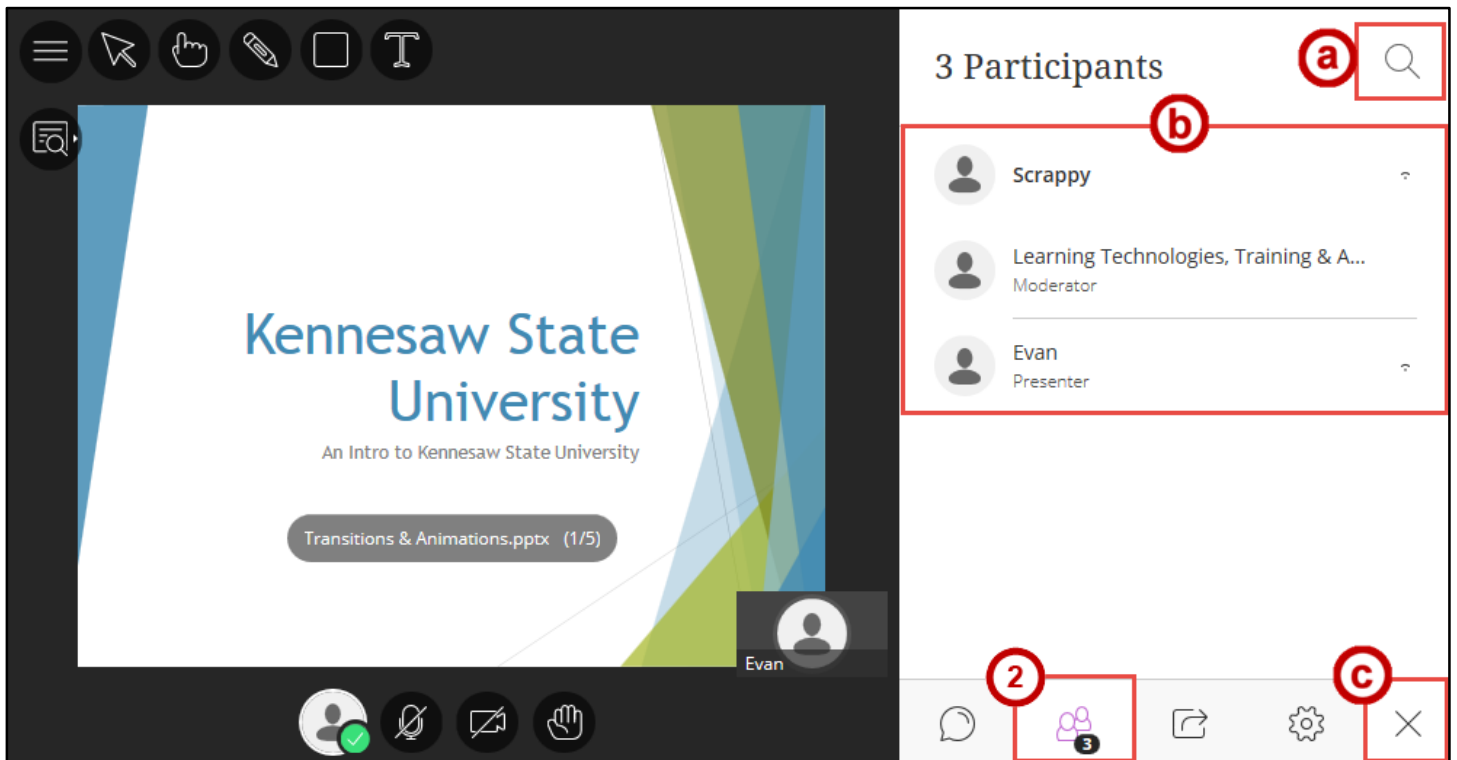 3 Participants
a
b
Scrappy
Learning Technologies, Training & A...
Moderator
Evan
Presenter
Kennesaw State
University
An Intro to Kennesaw State University
Transitions & Animations.pptx (1/5)
Evan
T
2
3
c